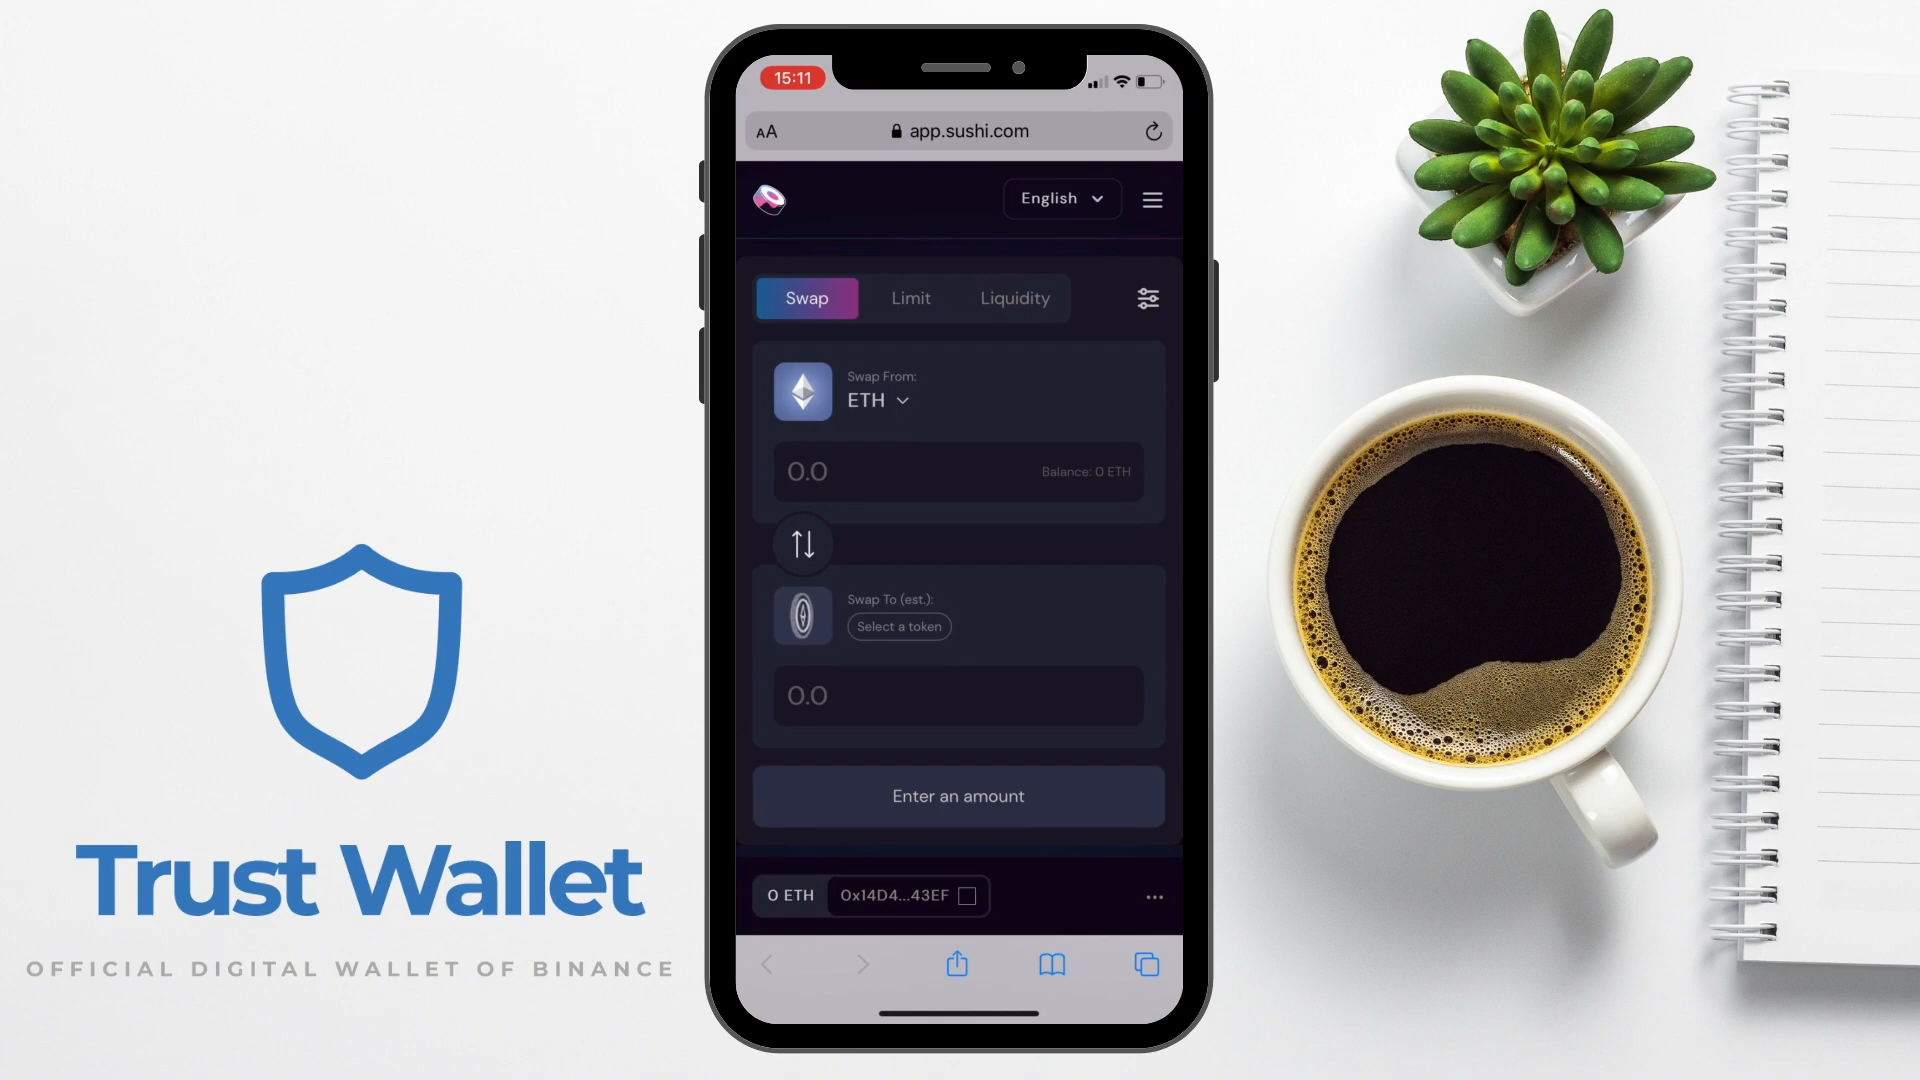 15:11
AA
app.sushi.com
English
Swap
Limit
Liquidity
Swap From:
ETH
0.0
Balance: 0 ETH
Swap To (est.):
Select a token
0.0
Enter an amount
0 ETH
0x14D4...43EF
Trust Wallet
OFFICIAL DIGITAL WALLET OF BINANCE